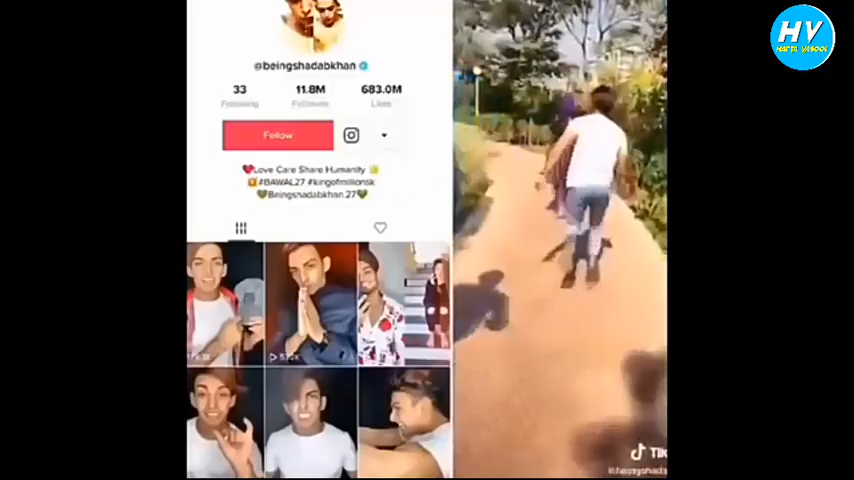 HV
@beingshadabkhan
33 11.8M 683.0M
Following Followers Likes
Follow
Love Care Share Humanity
#BAWAL27 #kingofmillionsk
Beingshadabkhan.27